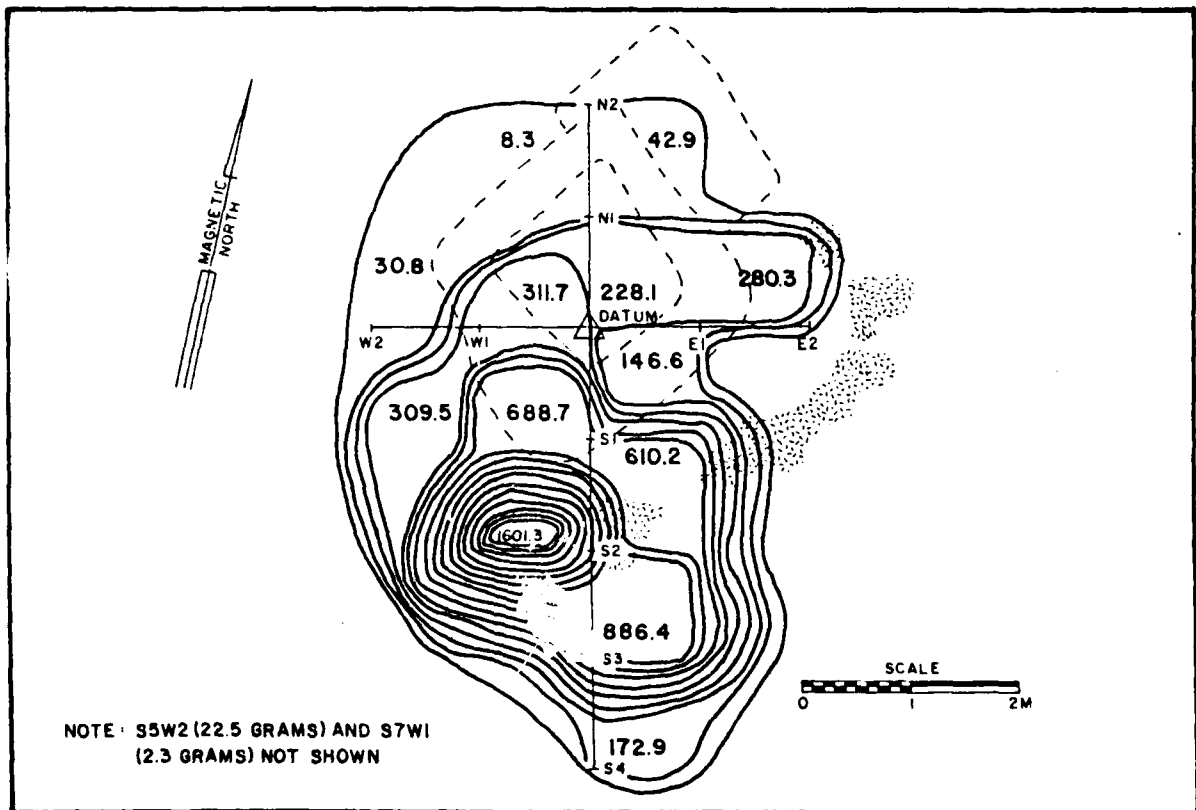 N2
8.3
42.9
MAGNETIC
NORTH
N1
30.8
311.7
228.1
280.3
DATUM
W2
W1
E1
E2
146.6
309.5
688.7
S1
610.2
1601.3
S2
886.4
S3
SCALE
0 1 2M
NOTE: S5W2 (22.5 GRAMS) AND S7W1
(2.3 GRAMS) NOT SHOWN
172.9
S4